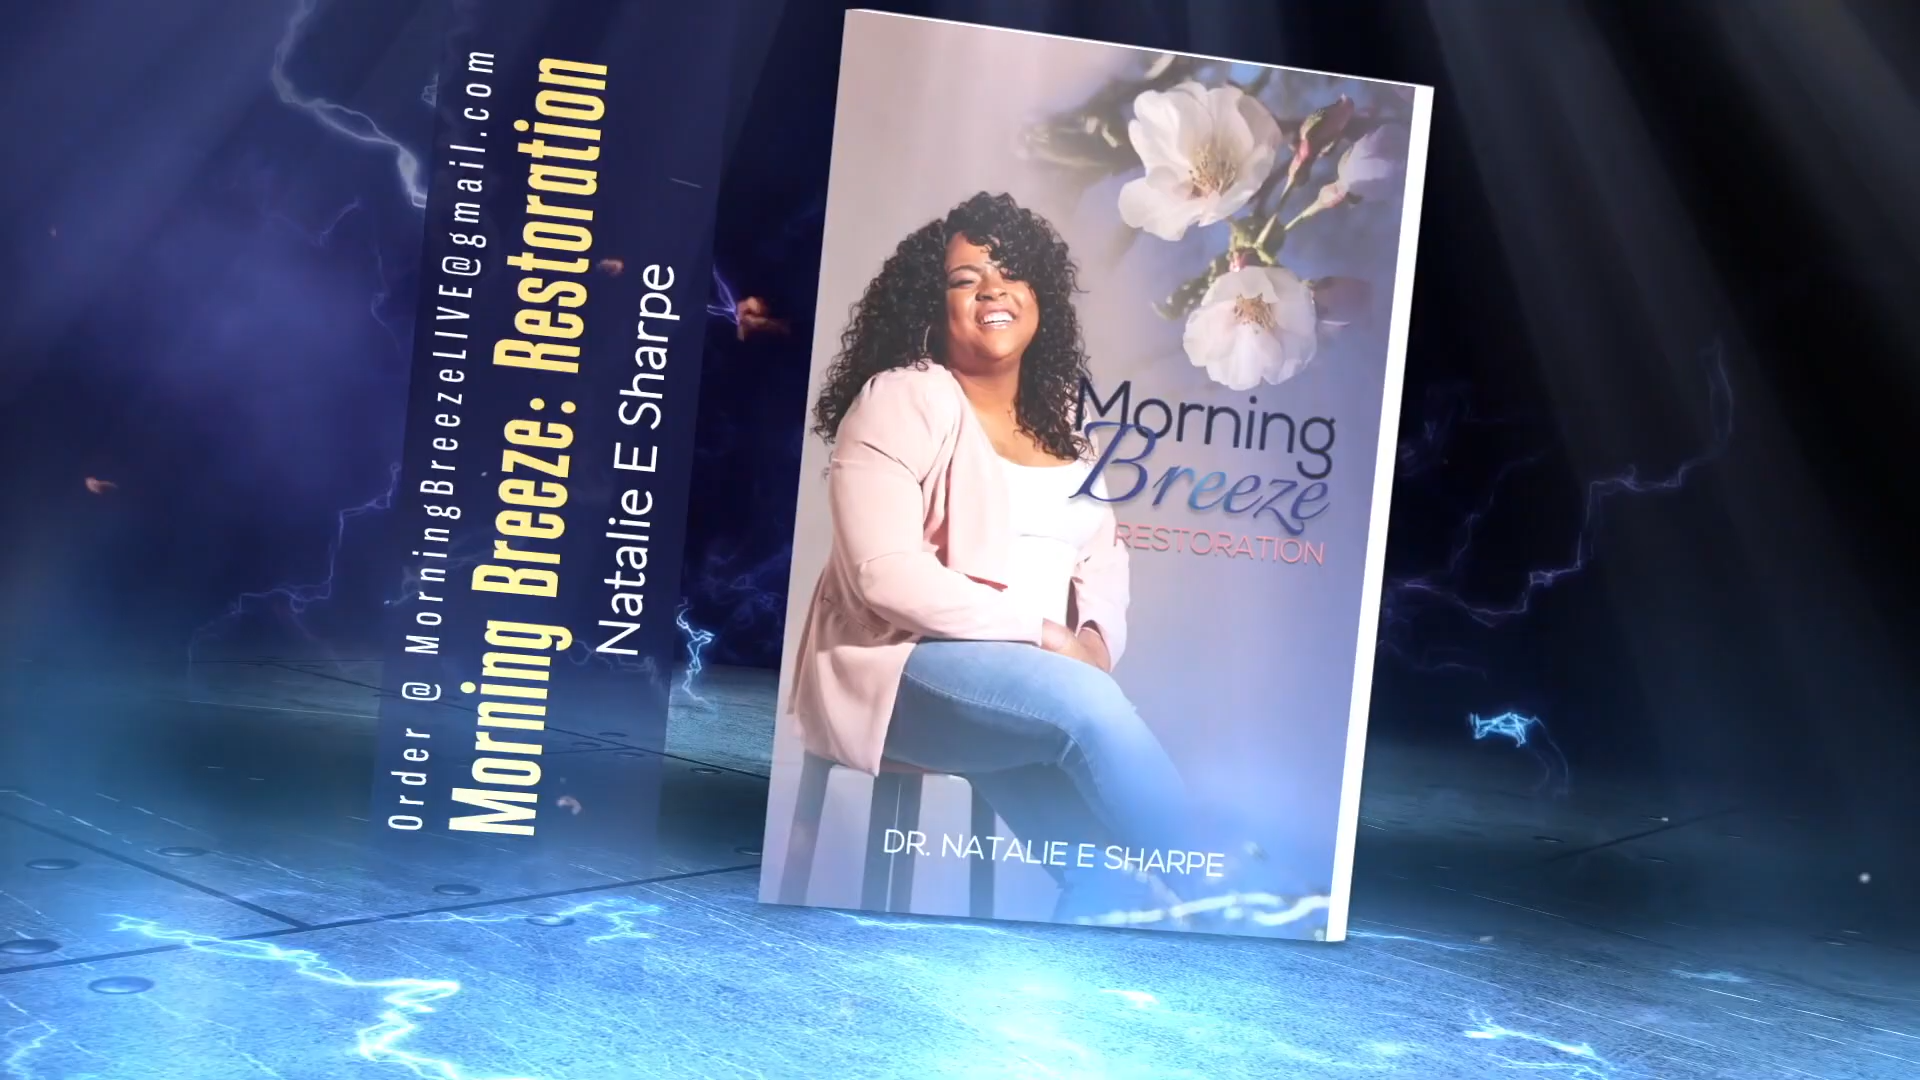 Order @ MorningBreezeLIVE@gmail.com
Morning Breeze: Restoration
Natalie E Sharpe
Morning
Breeze
RESTORATION
DR. NATALIE E SHARPE